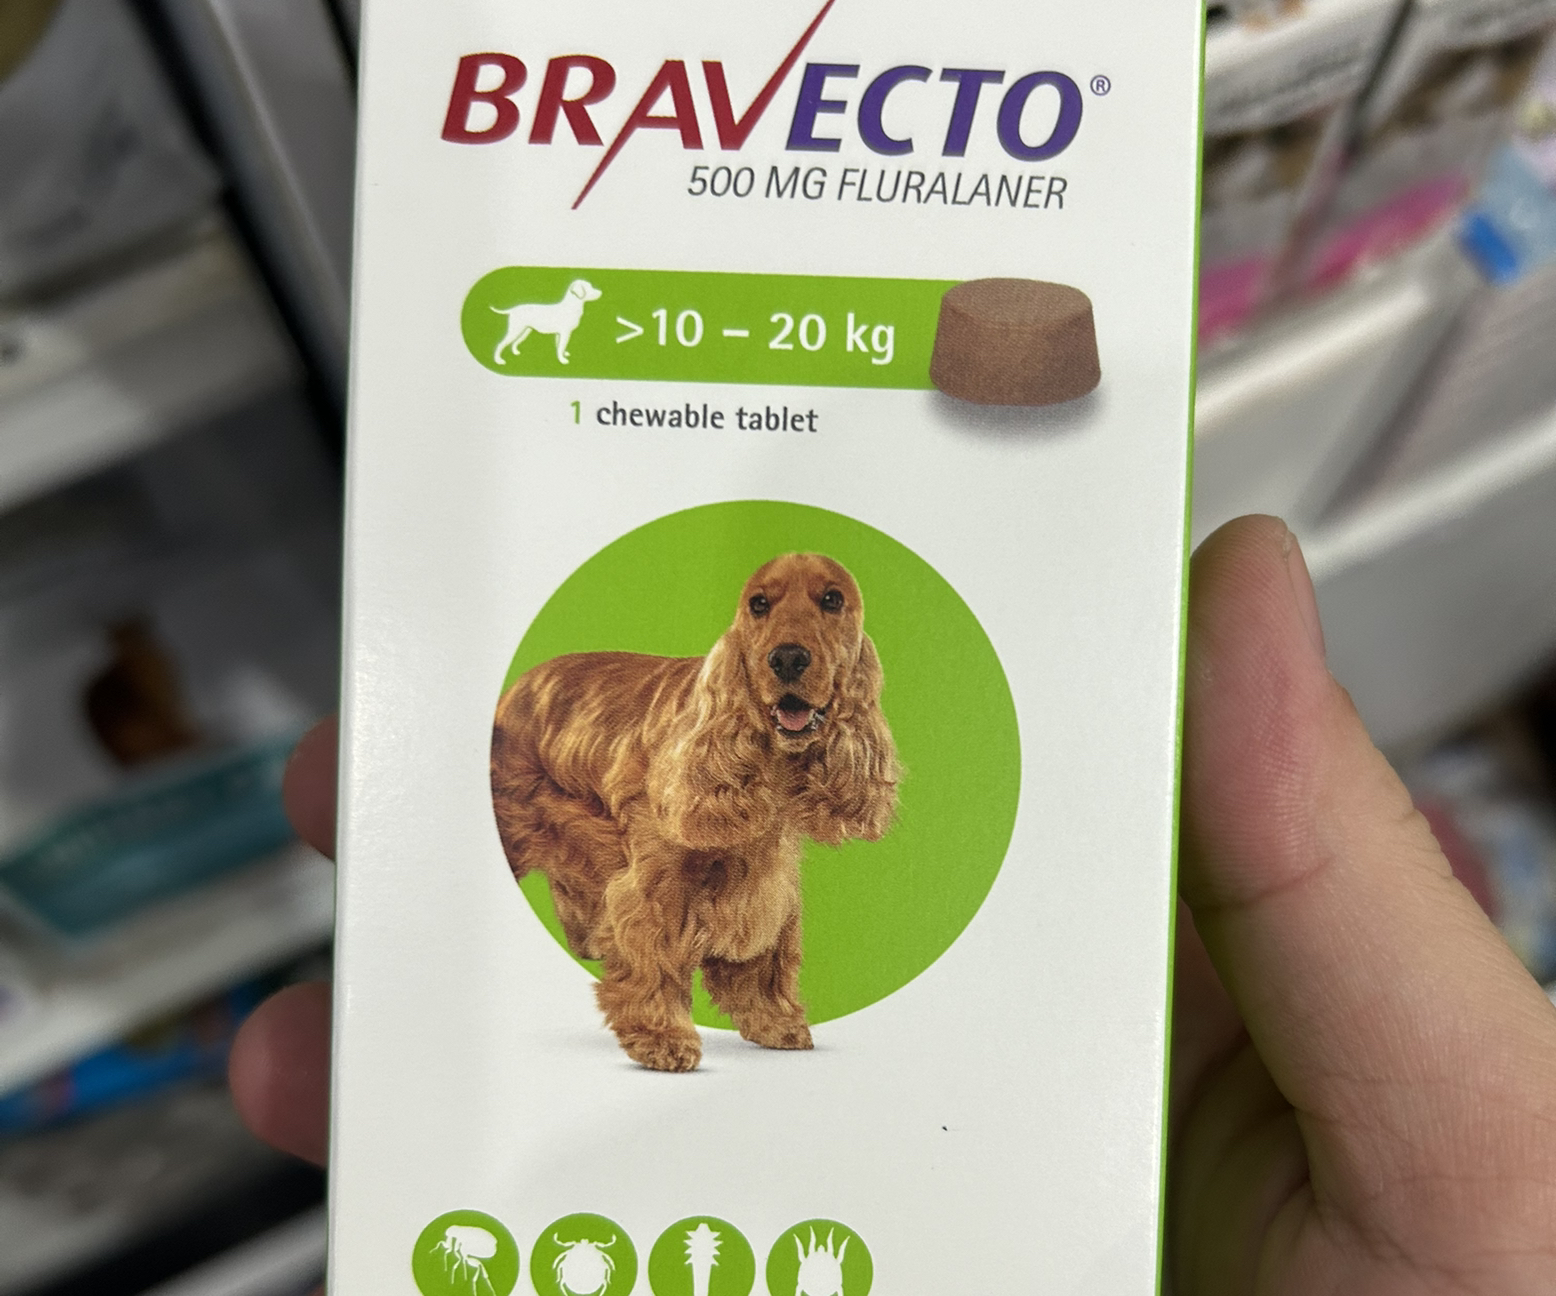 BRAVECTO®
500 MG FLURALANER
>10 – 20 kg
1 chewable tablet